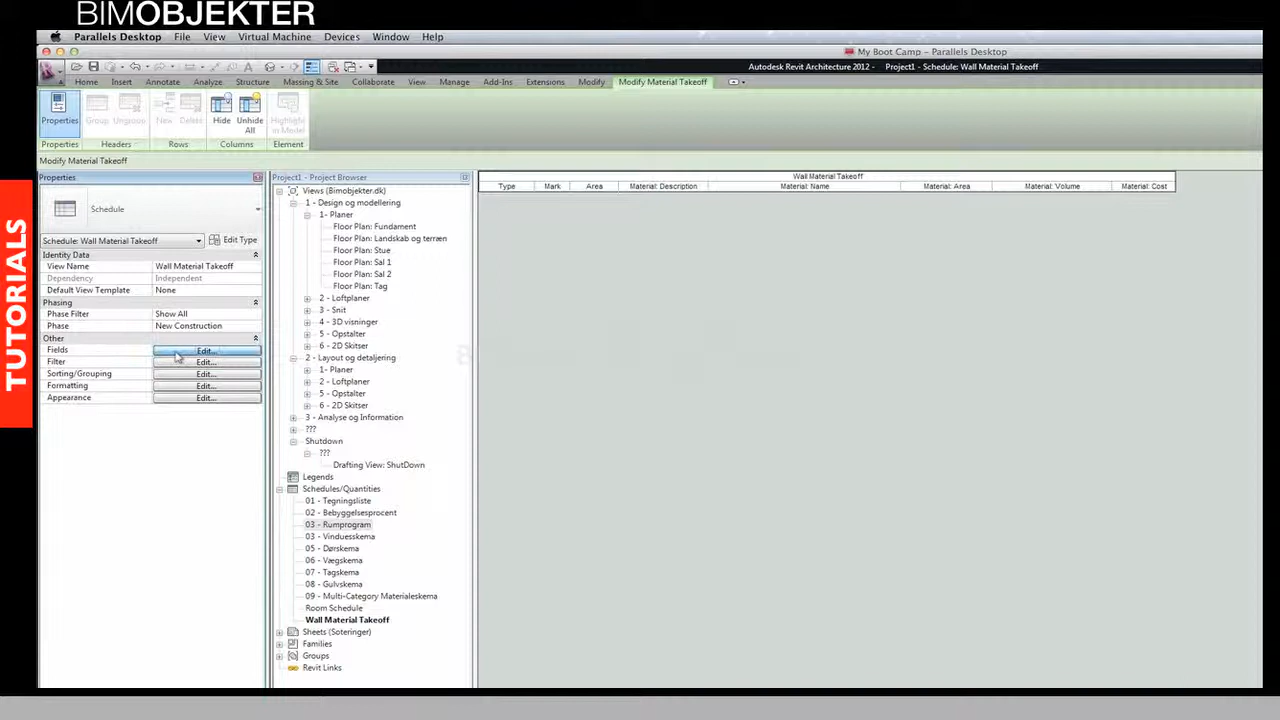 BIMOBJEKTER
TUTORIALS
Parallels Desktop File View Virtual Machine Devices Window Help
My Boot Camp - Parallels Desktop
Autodesk Revit Architecture 2012 - Project1 - Schedule: Wall Material Takeoff
Home Insert Annotate Analyze Structure Massing & Site Collaborate View Manage Add-Ins Extensions Modify Modify Material Takeoff
Properties Group Ungroup New Delete Hide Unhide All Highlight in Model
Properties Headers Rows Columns Element
Modify Material Takeoff
Properties
Schedule
Schedule: Wall Material Takeoff Edit Type
Identity Data
View Name Wall Material Takeoff
Dependency Independent
Default View Template None
Phasing
Phase Filter Show All
Phase New Construction
Other
Fields Edit...
Filter Edit...
Sorting/Grouping Edit...
Formatting Edit...
Appearance Edit...
Project1 - Project Browser
Views (Bimobjekter.dk)
1 - Design og modellering
1- Planer
Floor Plan: Fundament
Floor Plan: Landskab og terræn
Floor Plan: Stue
Floor Plan: Sal 1
Floor Plan: Sal 2
Floor Plan: Tag
2 - Loftplaner
3 - Snit
4 - 3D visninger
5 - Opstalter
6 - 2D Skitser
2 - Layout og detaljering
1- Planer
2 - Loftplaner
5 - Opstalter
6 - 2D Skitser
3 - Analyse og Information
???
Shutdown
???
Drafting View: ShutDown
Legends
Schedules/Quantities
01 - Tegningsliste
02 - Bebyggelsesprocent
03 - Rumprogram
03 - Vinduesskema
05 - Dørskema
06 - Vægskema
07 - Tagskema
08 - Gulvskema
09 - Multi-Category Materialeskema
Room Schedule
Wall Material Takeoff
Sheets (Soteringer)
Families
Groups
Revit Links
Wall Material Takeoff
Type Mark Area Material: Description Material: Name Material: Area Material: Volume Material: Cost